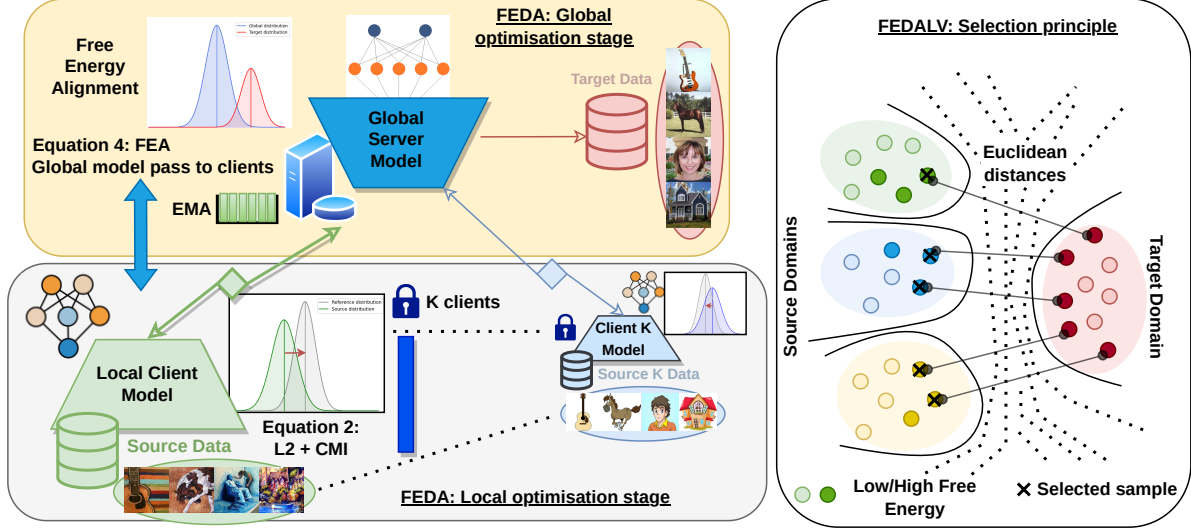 FEDA: Global
optimisation stage
Free
Energy
Alignment
Global distribution
Target distribution
Target Data
Global
Server
Model
Equation 4: FEA
Global model pass to clients
EMA
K clients
Reference distribution
Source distribution
Client K
Model
Local Client
Model
Source K Data
Equation 2:
L2 + CMI
Source Data
FEDA: Local optimisation stage
FEDALV: Selection principle
Euclidean
distances
Source Domains
Target Domain
Low/High Free
Energy
Selected sample